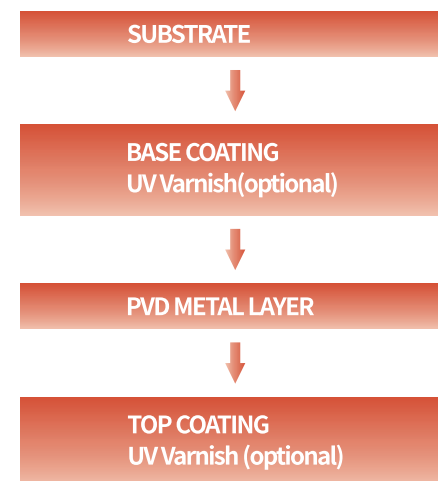 SUBSTRATE
BASE COATING
UV Varnish(optional)
PVD METAL LAYER
TOP COATING
UV Varnish (optional)